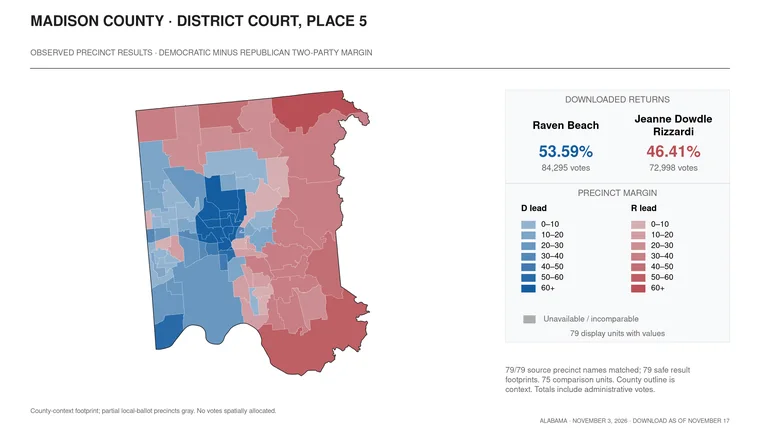 MADISON COUNTY · DISTRICT COURT, PLACE 5
OBSERVED PRECINCT RESULTS · DEMOCRATIC MINUS REPUBLICAN TWO-PARTY MARGIN
DOWNLOADED RETURNS
Raven Beach
53.59%
84,295 votes
Jeanne Dowdle
Rizzardi
46.41%
72,998 votes
PRECINCT MARGIN
D lead
0–10
10–20
20–30
30–40
40–50
50–60
60+
R lead
0–10
10–20
20–30
30–40
40–50
50–60
60+
Unavailable / incomparable
79 display units with values
79/79 source precinct names matched; 79 safe result
footprints. 75 comparison units. County outline is
context. Totals include administrative votes.
County-context footprint; partial local-ballot precincts gray. No votes spatially allocated.
ALABAMA · NOVEMBER 3, 2026 · DOWNLOAD AS OF NOVEMBER 17